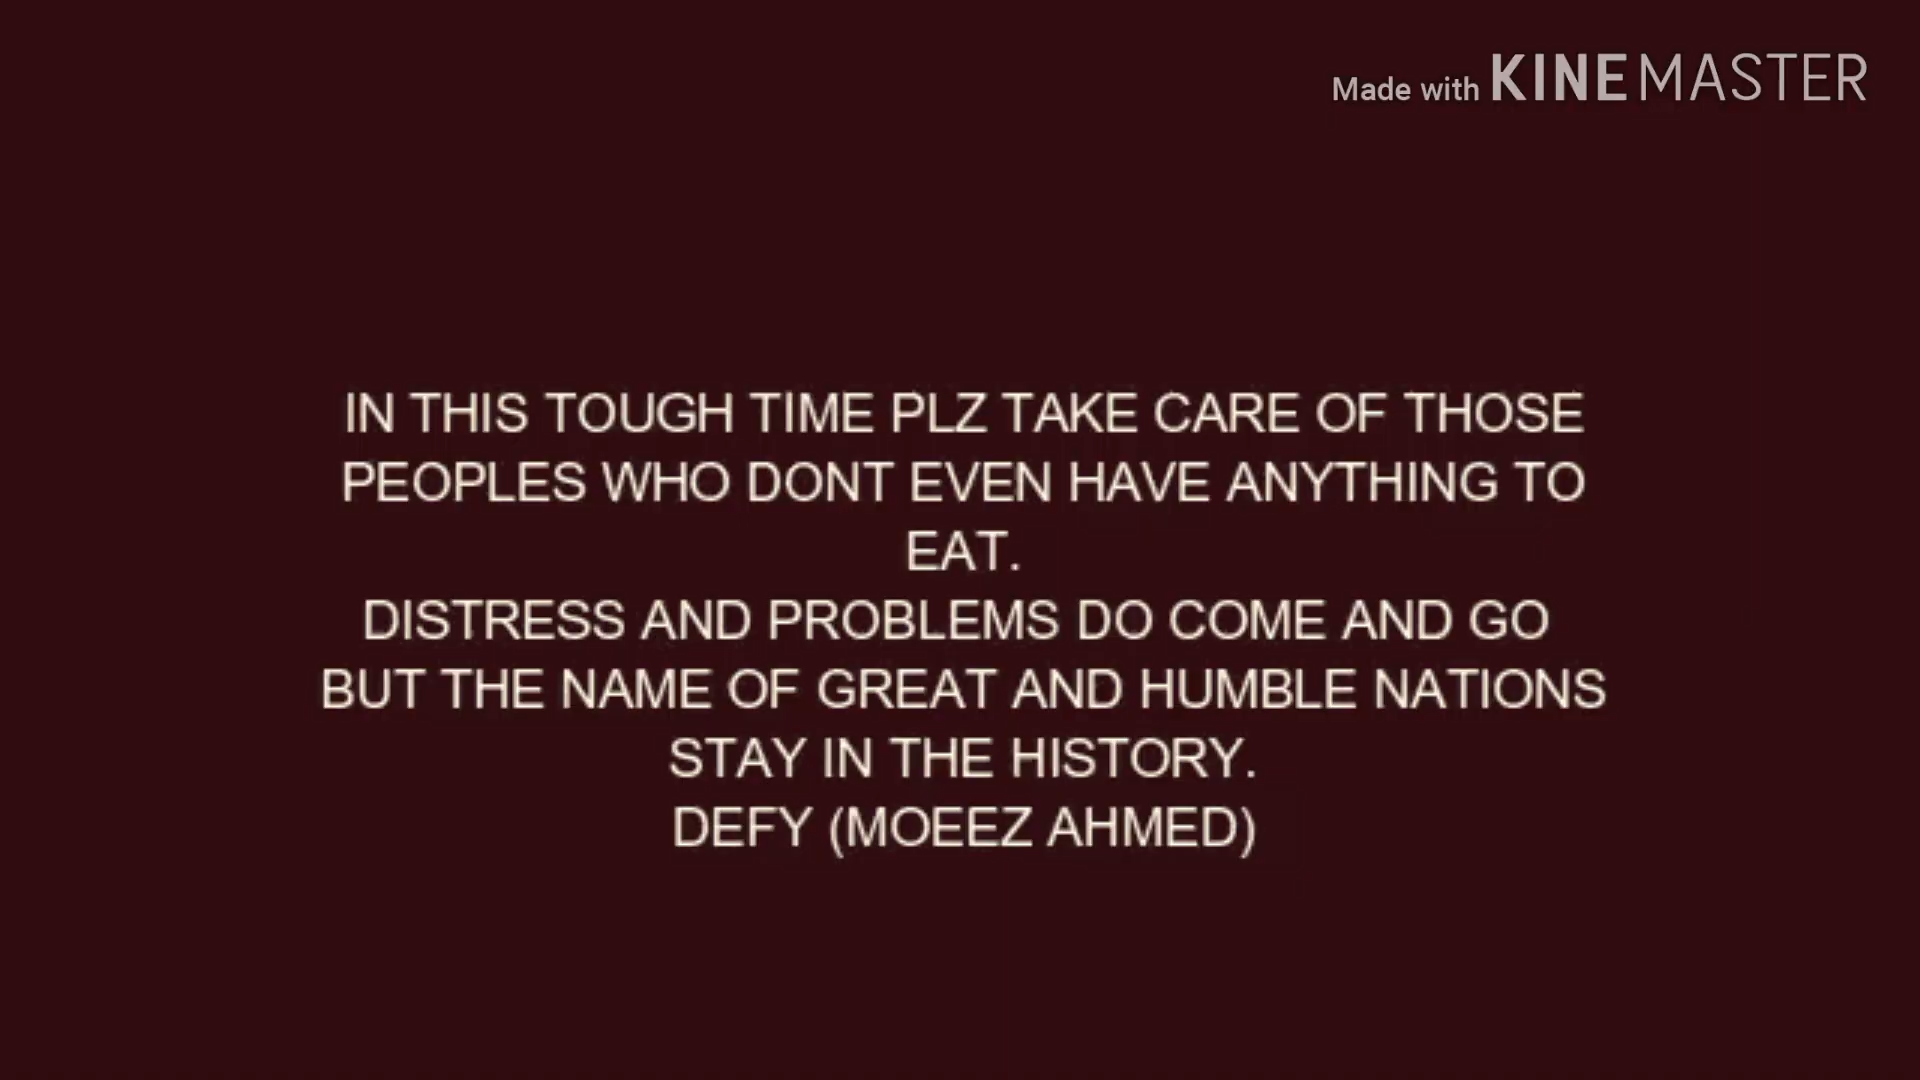 Made with KINEMASTER
IN THIS TOUGH TIME PLZ TAKE CARE OF THOSE
PEOPLES WHO DONT EVEN HAVE ANYTHING TO
EAT.
DISTRESS AND PROBLEMS DO COME AND GO
BUT THE NAME OF GREAT AND HUMBLE NATIONS
STAY IN THE HISTORY.
DEFY (MOEEZ AHMED)